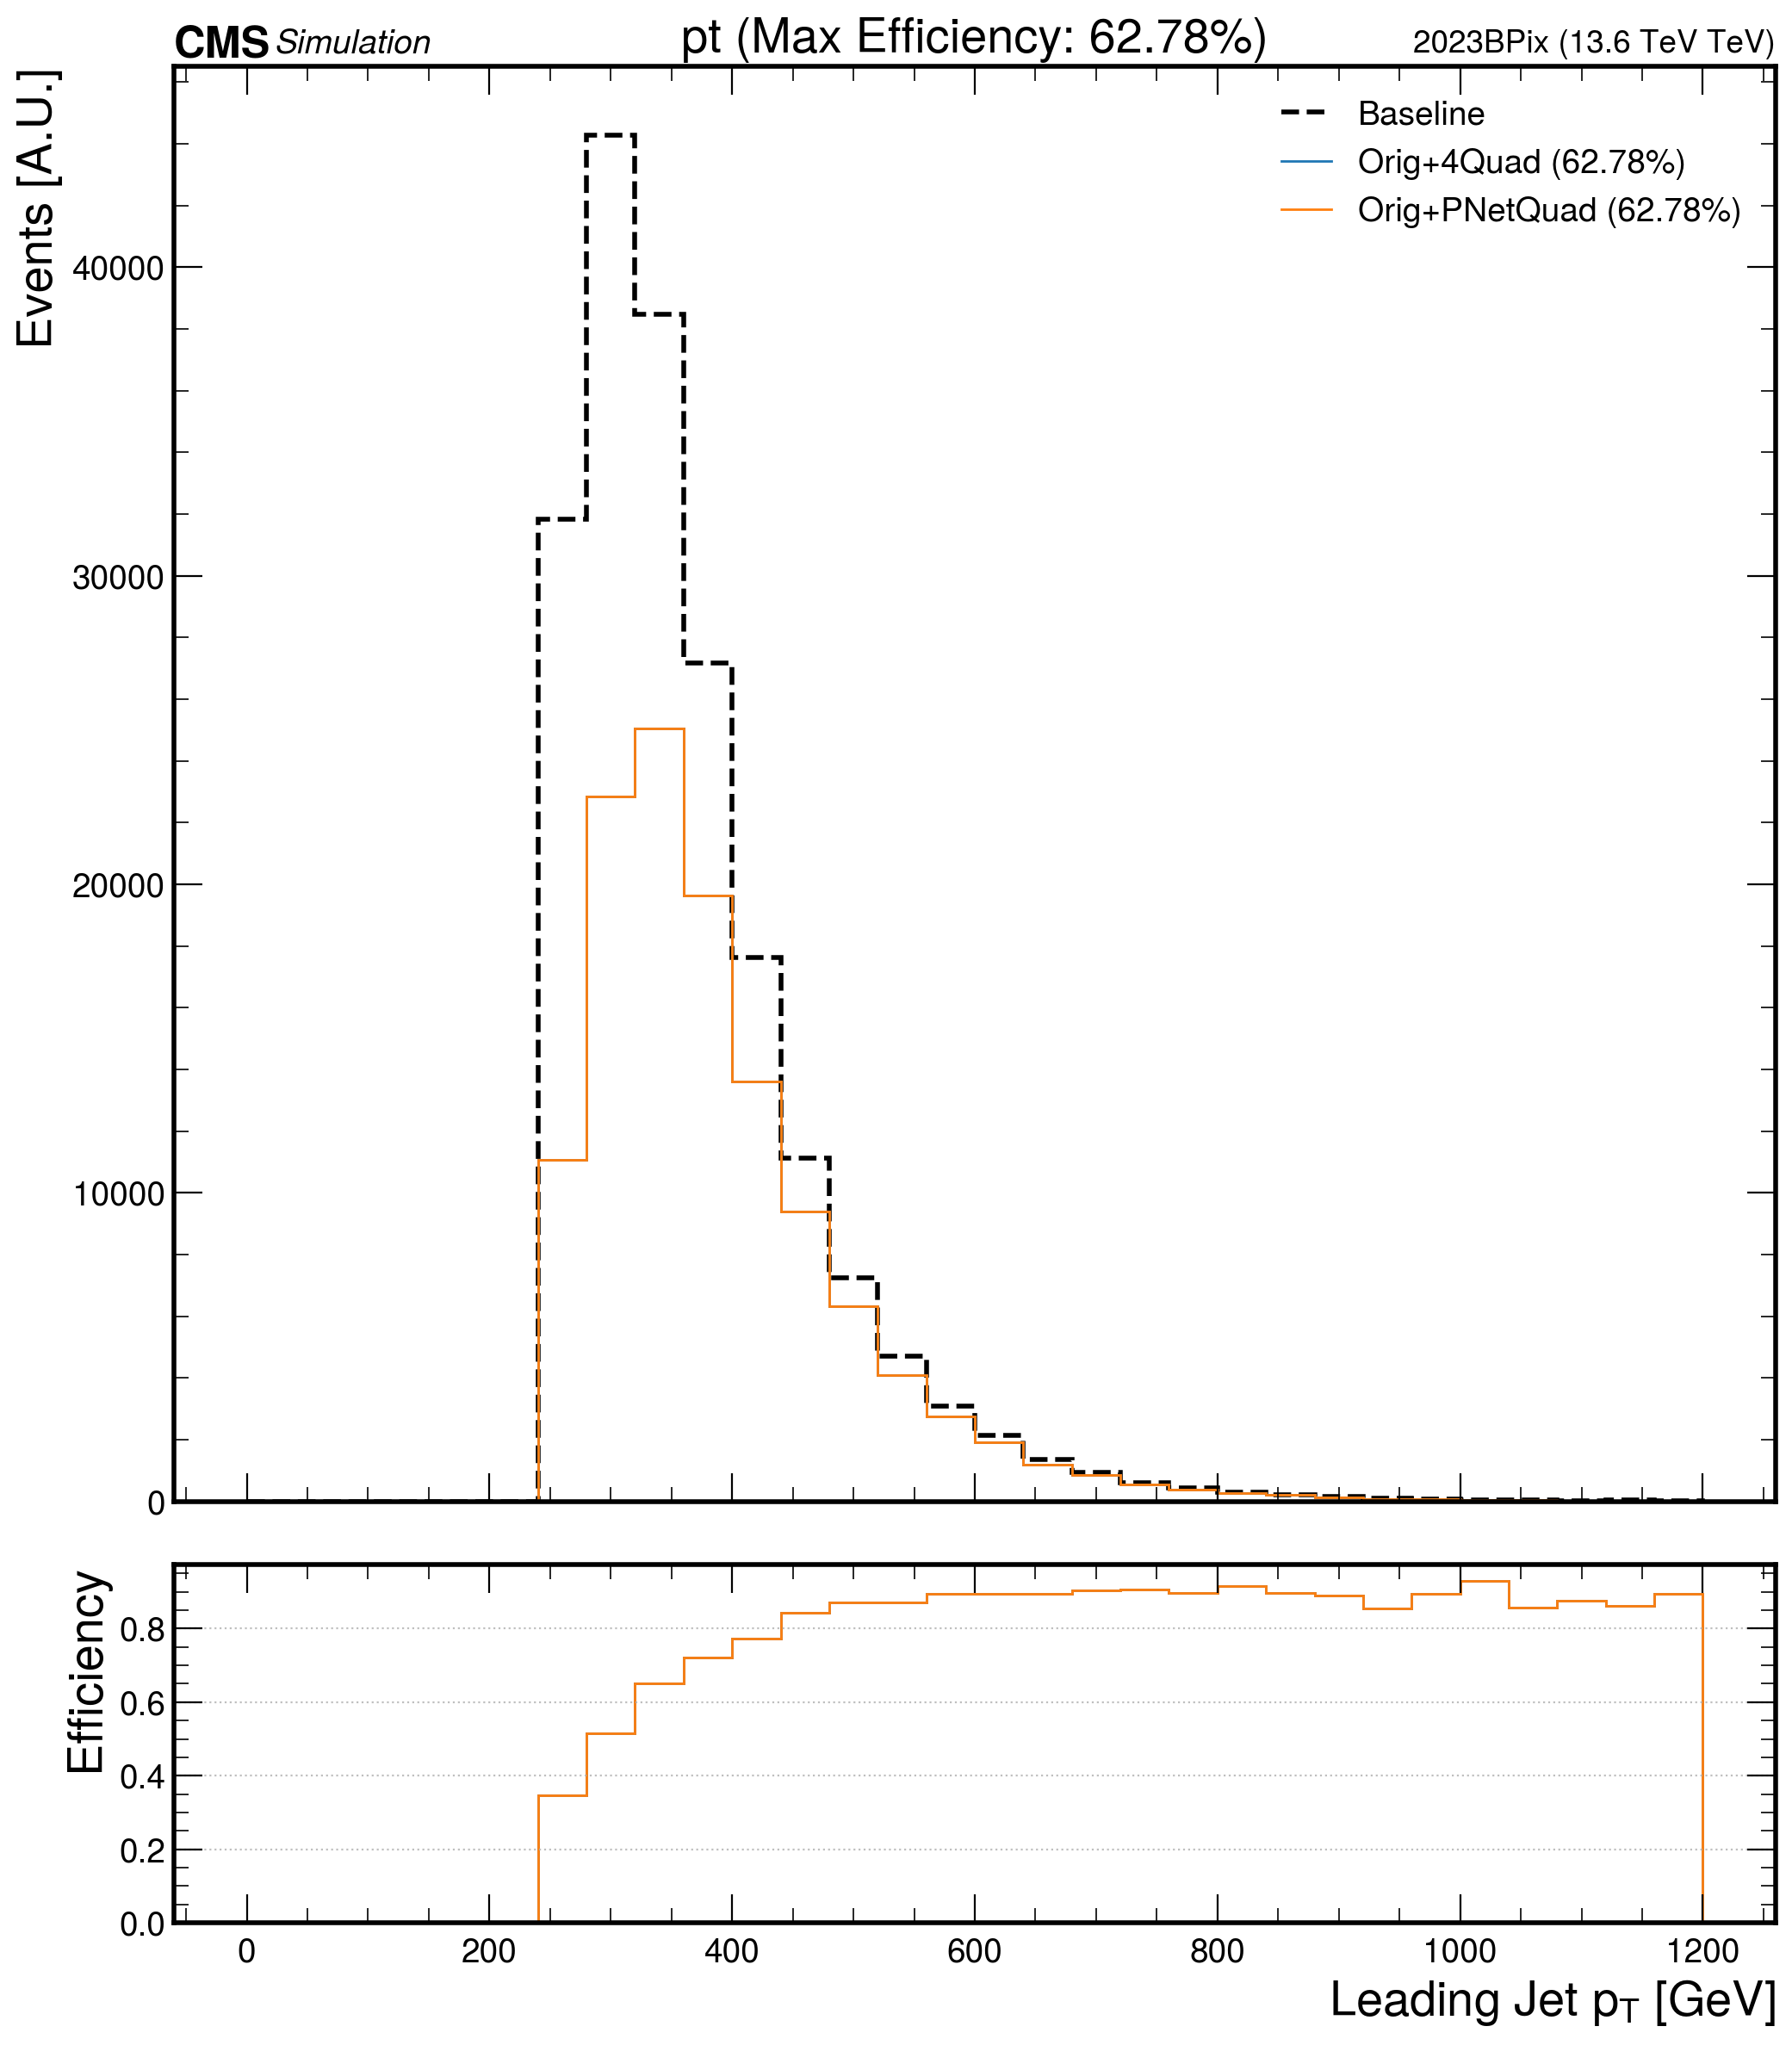 CMS Simulation pt (Max Efficiency: 62.78%) 2023BPix (13.6 TeV TeV)
Events [A.U.]
Baseline
Orig+4Quad (62.78%)
Orig+PNetQuad (62.78%)
40000
30000
20000
10000
0
Efficiency
0.8
0.6
0.4
0.2
0.0
0 200 400 600 800 1000 1200
Leading Jet pT [GeV]